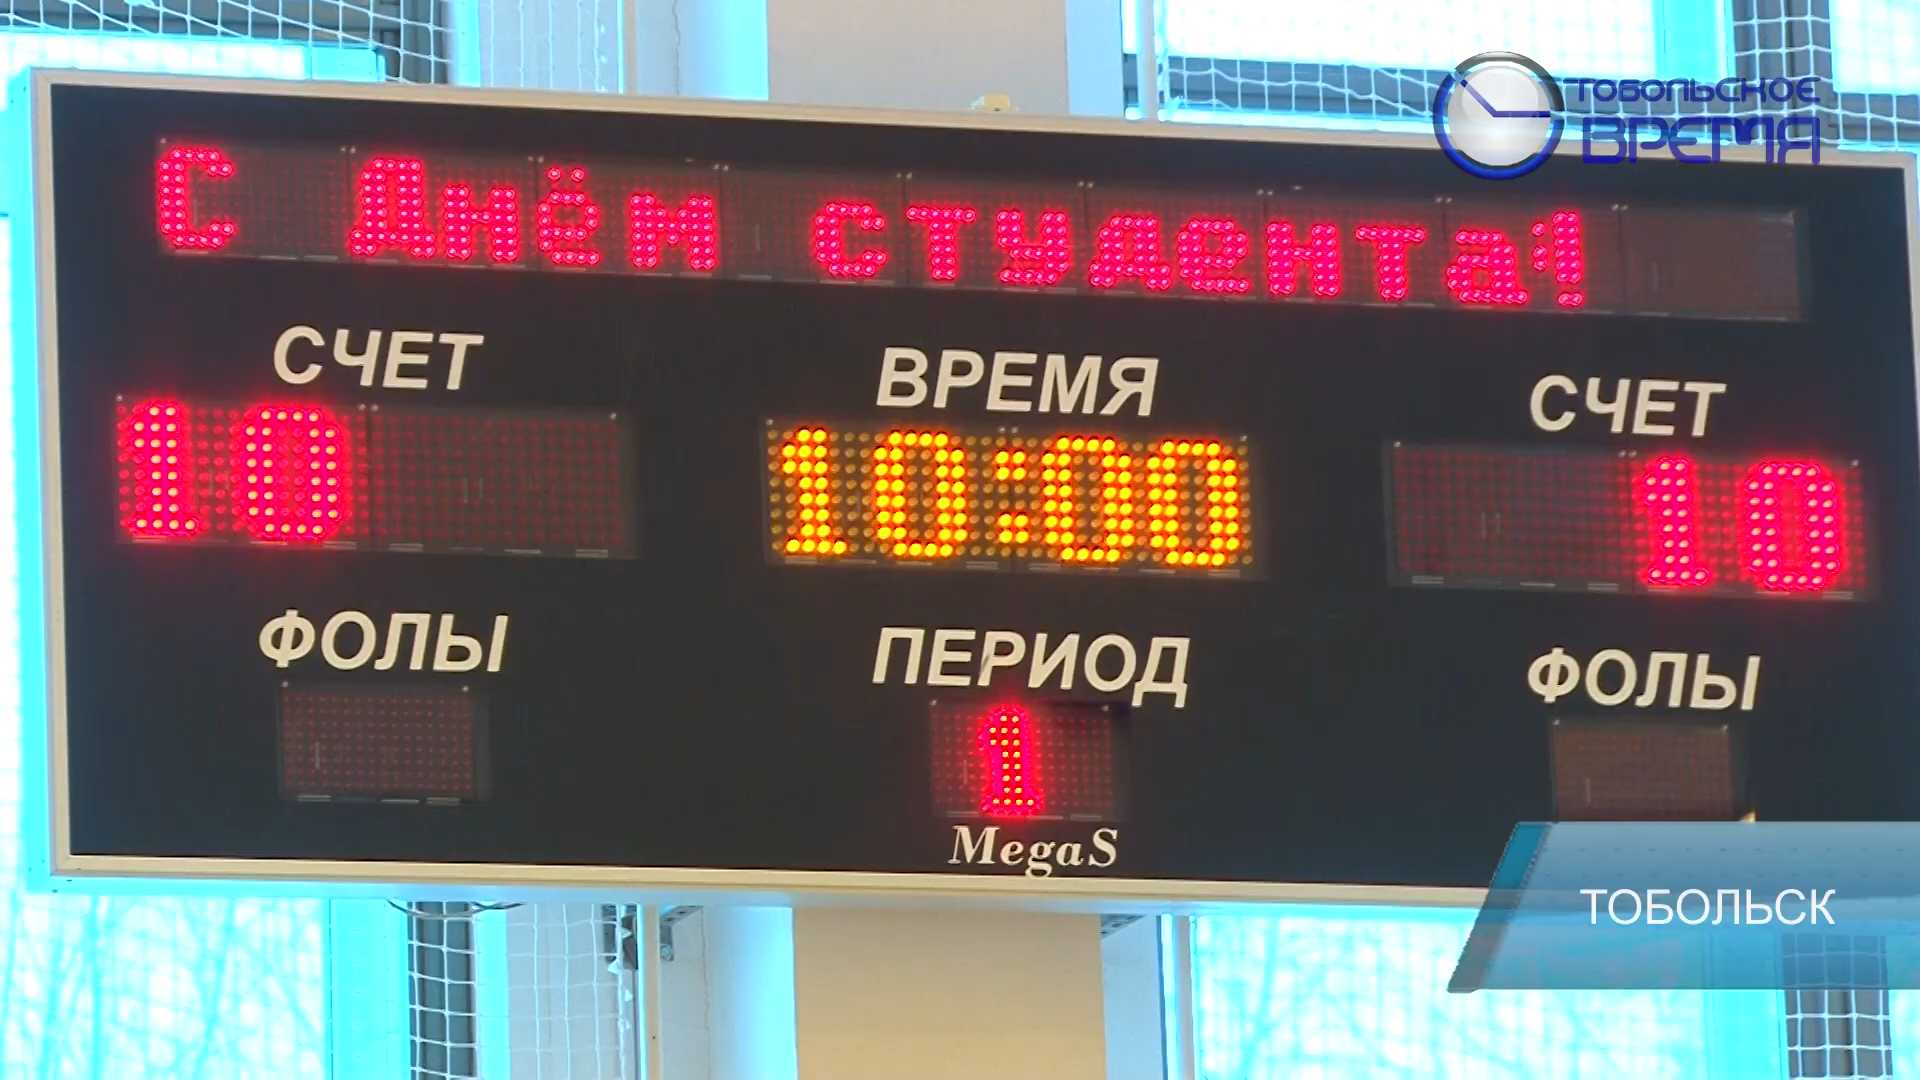 ТОБОЛЬСКОЕ
ВРЕМЯ
С Днём студента!
СЧЕТ
ВРЕМЯ
СЧЕТ
10
10:00
10
ФОЛЫ
ПЕРИОД
ФОЛЫ
1
MegaS
ТОБОЛЬСК